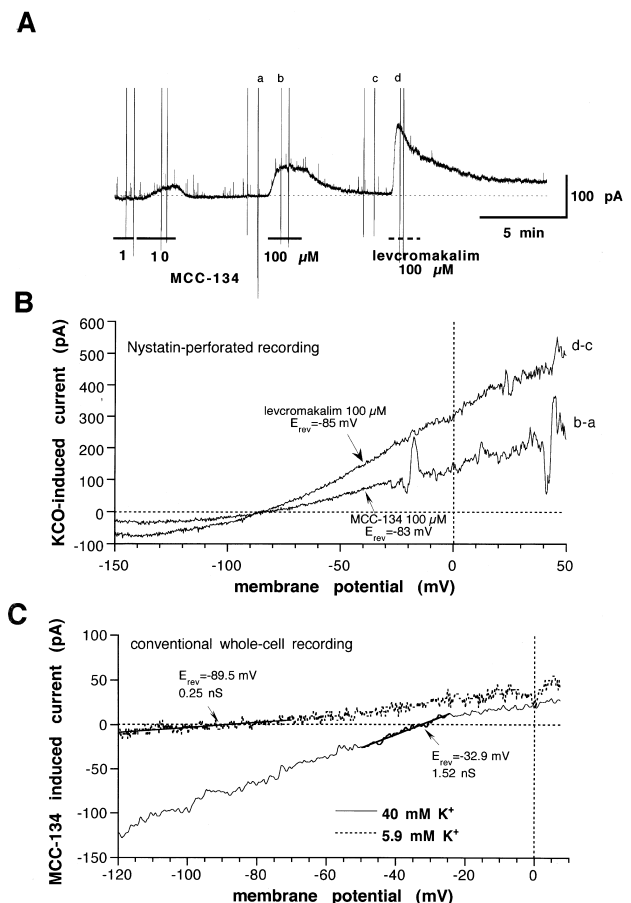 A
a b c d
100 pA
5 min
1 10 100 µM levcromakalim
100 µM
MCC-134
B
600
500
400
300
200
100
0
-100
KCO-induced current (pA)
Nystatin-perforated recording
d-c
b-a
levcromakalim 100 µM
Erev=-85 mV
MCC-134 100 µM
Erev=-83 mV
-150 -100 -50 0 50
membrane potential (mV)
C
100
50
0
-50
-100
-150
MCC-134 induced current (pA)
conventional whole-cell recording
Erev=-89.5 mV
0.25 nS
Erev=-32.9 mV
1.52 nS
40 mM K+
5.9 mM K+
-120 -100 -80 -60 -40 -20 0
membrane potential (mV)